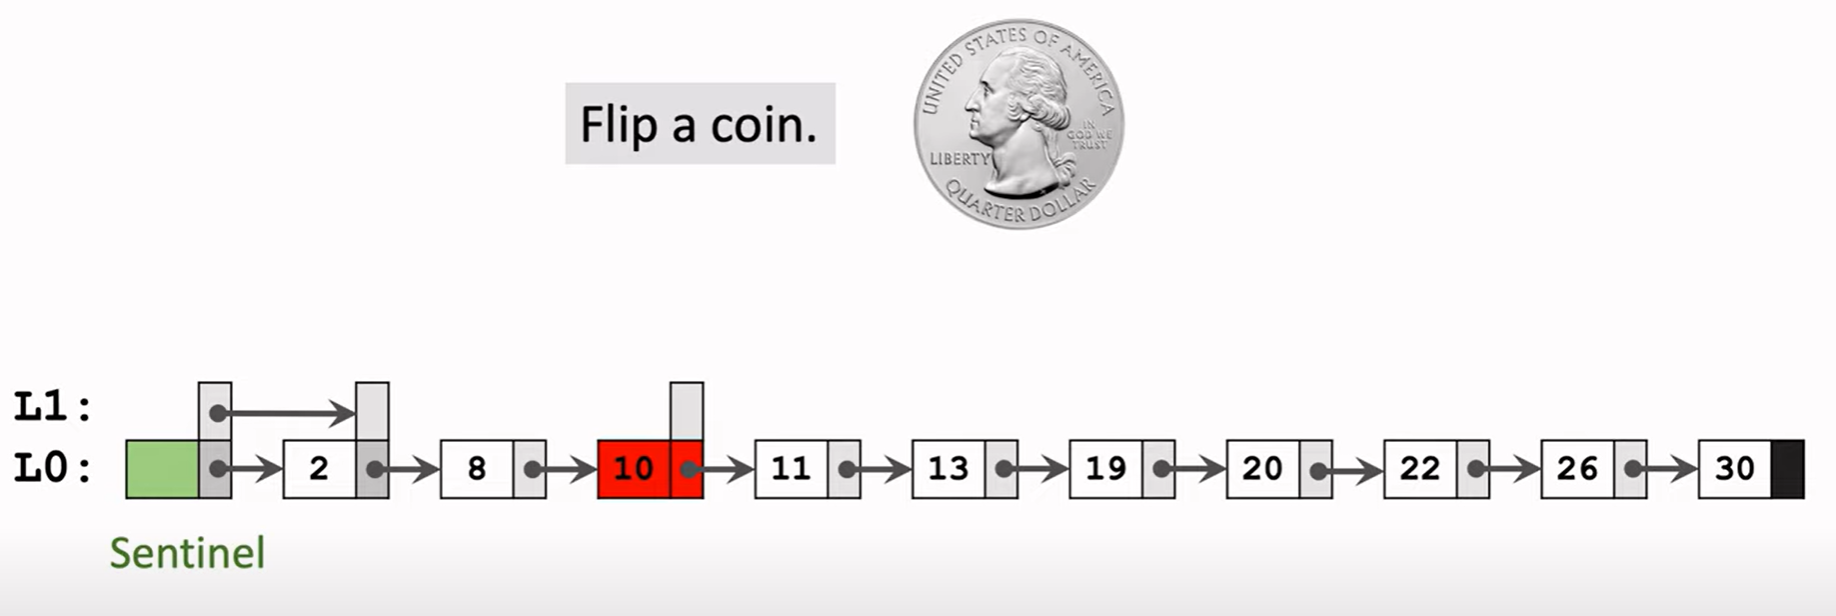 Flip a coin.
UNITED STATES OF AMERICA
IN
GOD WE
TRUST
LIBERTY
QUARTER DOLLAR
L1:
L0: 2 8 10 11 13 19 20 22 26 30
Sentinel